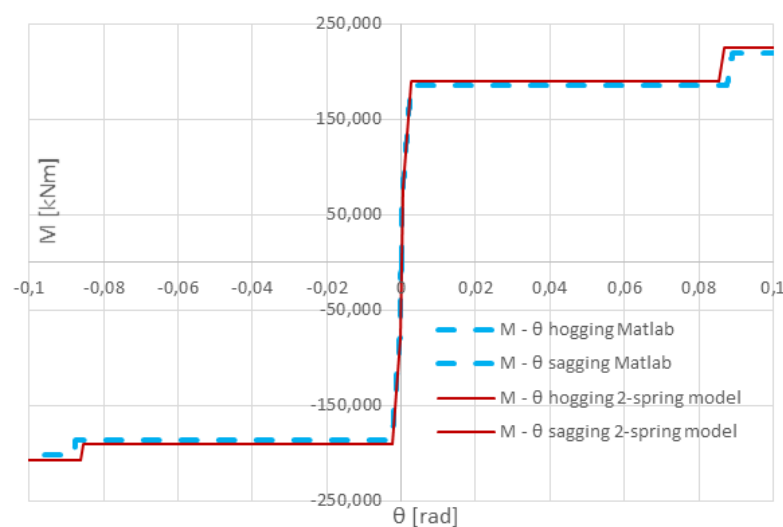 250,000
150,000
M [kNm]
50,000
-0,1
-0,08
-0,06
-0,04
-0,02
0
0,02
0,04
0,06
0,08
0,1
-50,000
M - θ hogging Matlab
M - θ sagging Matlab
M - θ hogging 2-spring model
-150,000
M - θ sagging 2-spring model
-250,000
θ [rad]